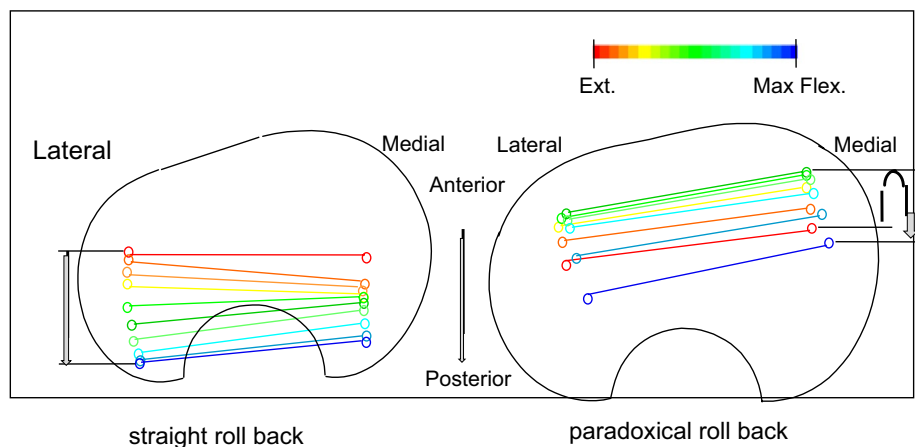 Ext.
Max Flex.
Lateral
Medial
Lateral
Medial
Anterior
Posterior
straight roll back
paradoxical roll back